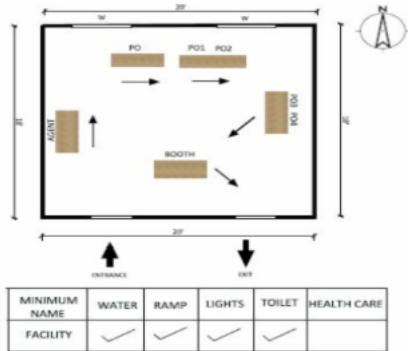 20'
N
W
W
PO
PO1 PO2
AGENT
PO3
PO4
BOOTH
20'
ENTRANCE
EXIT
MINIMUM NAME
WATER
RAMP
LIGHTS
TOILET
HEALTH CARE
FACILITY